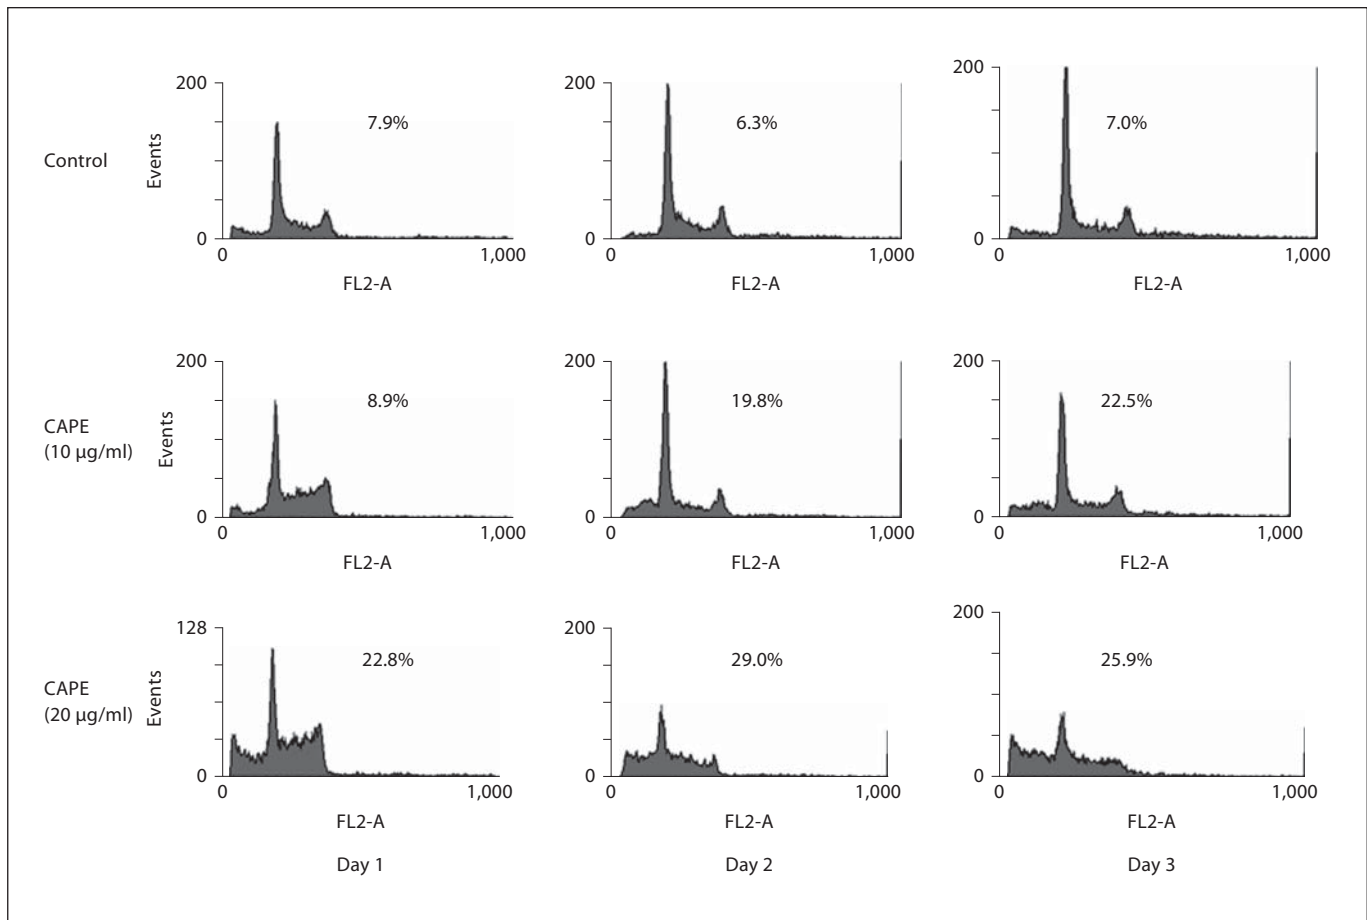 200
7.9%
Control
Events
0
0
1,000
FL2-A
200
6.3%
0
0
1,000
FL2-A
200
7.0%
0
0
1,000
FL2-A
200
8.9%
CAPE
(10 µg/ml)
Events
0
0
1,000
FL2-A
200
19.8%
0
0
1,000
FL2-A
200
22.5%
0
0
1,000
FL2-A
128
22.8%
CAPE
(20 µg/ml)
Events
0
0
1,000
FL2-A
Day 1
200
29.0%
0
0
1,000
FL2-A
Day 2
200
25.9%
0
0
1,000
FL2-A
Day 3